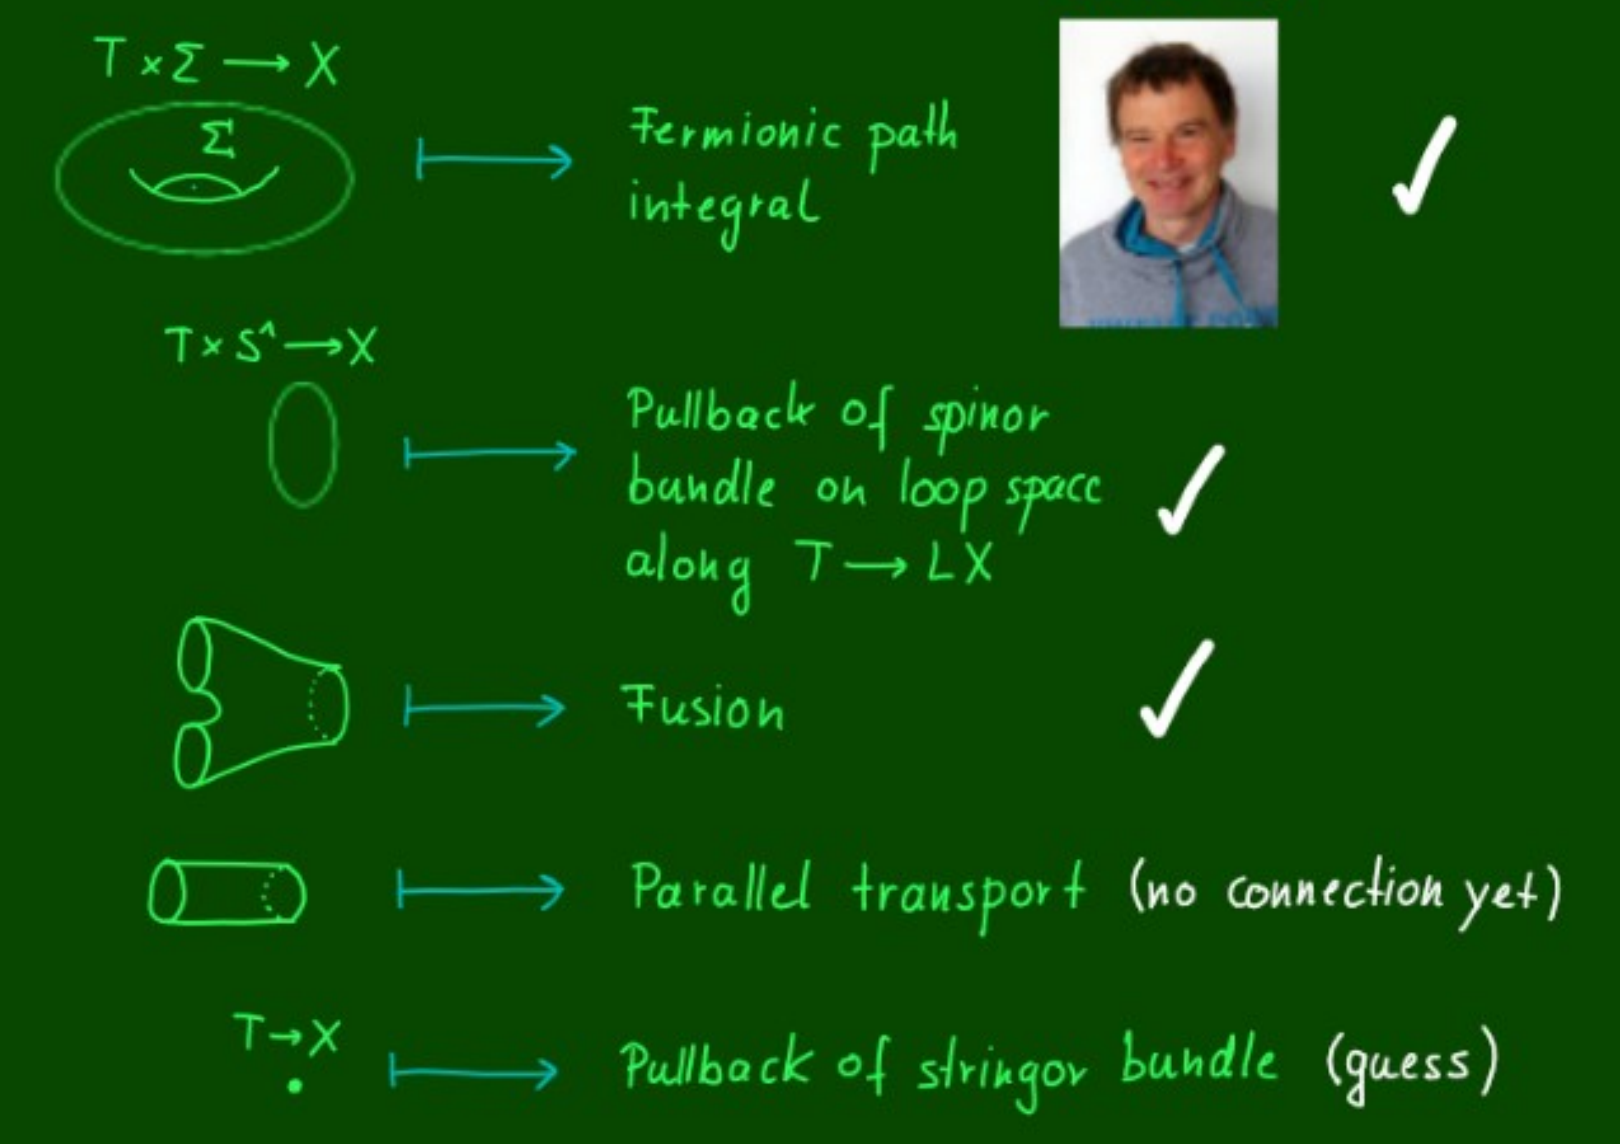 T × Σ → X
Σ
Fermionic path
integral
T × S¹ → X
Pullback of spinor
bundle on loop space
along T → LX
Fusion
Parallel transport (no connection yet)
T → X
Pullback of stringor bundle (guess)